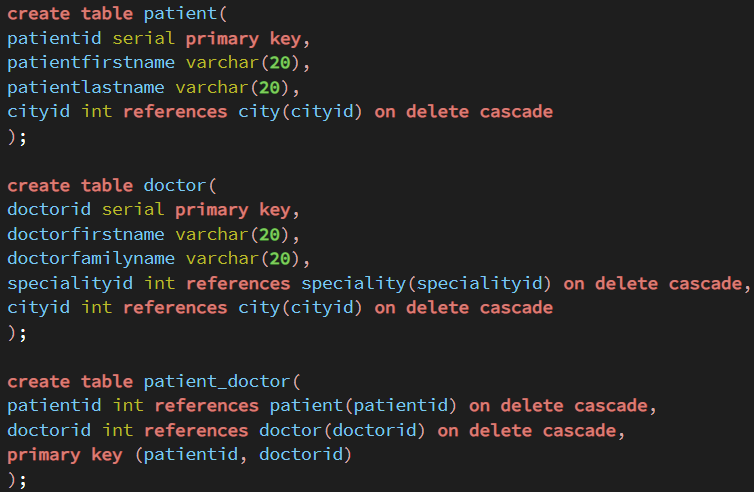 create table patient(
patientid serial primary key,
patientfirstname varchar(20),
patientlastname varchar(20),
cityid int references city(cityid) on delete cascade
);
create table doctor(
doctorid serial primary key,
doctorfirstname varchar(20),
doctorfamilyname varchar(20),
specialityid int references speciality(specialityid) on delete cascade,
cityid int references city(cityid) on delete cascade
);
create table patient_doctor(
patientid int references patient(patientid) on delete cascade,
doctorid int references doctor(doctorid) on delete cascade,
primary key (patientid, doctorid)
);